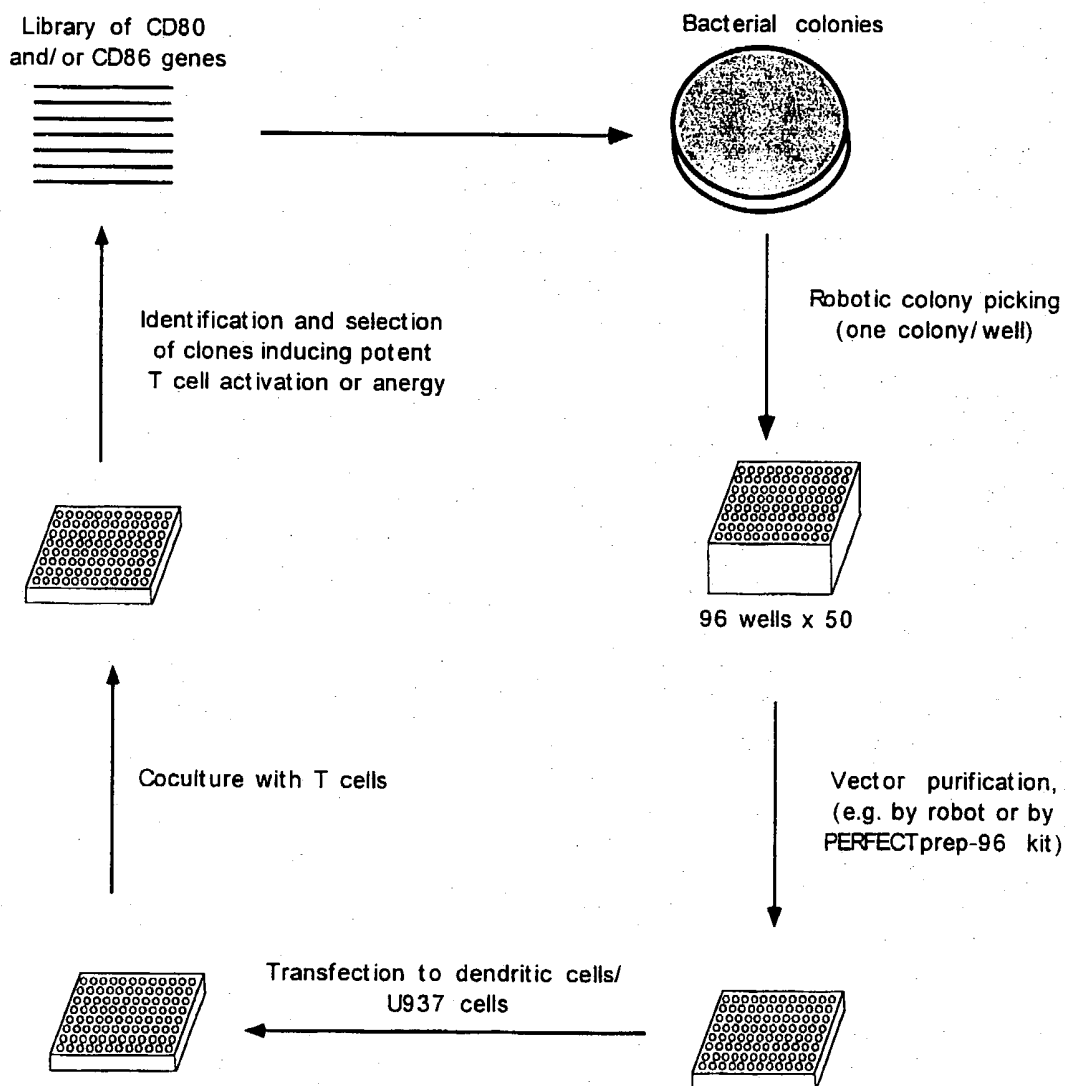 Library of CD80
and/or CD86 genes
Bacterial colonies
Robotic colony picking
(one colony/well)
Identification and selection
of clones inducing potent
T cell activation or anergy
96 wells x 50
Coculture with T cells
Vector purification,
(e.g. by robot or by
PERFECTprep-96 kit)
Transfection to dendritic cells/
U937 cells